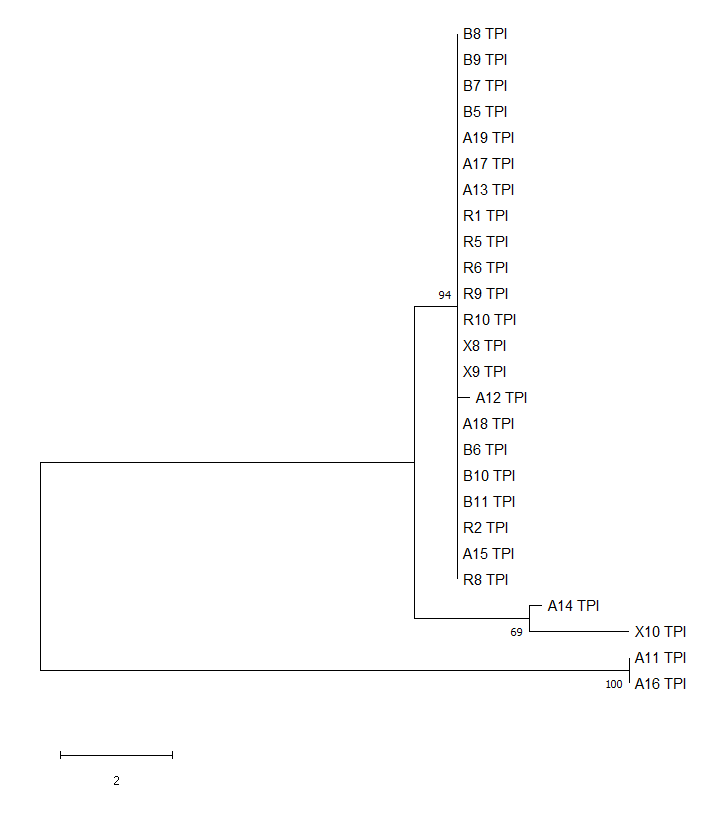 B8 TPI
B9 TPI
B7 TPI
B5 TPI
A19 TPI
A17 TPI
A13 TPI
R1 TPI
R5 TPI
R6 TPI
94 R9 TPI
R10 TPI
X8 TPI
X9 TPI
A12 TPI
A18 TPI
B6 TPI
B10 TPI
B11 TPI
R2 TPI
A15 TPI
R8 TPI
A14 TPI
69 X10 TPI
A11 TPI
100 A16 TPI
2